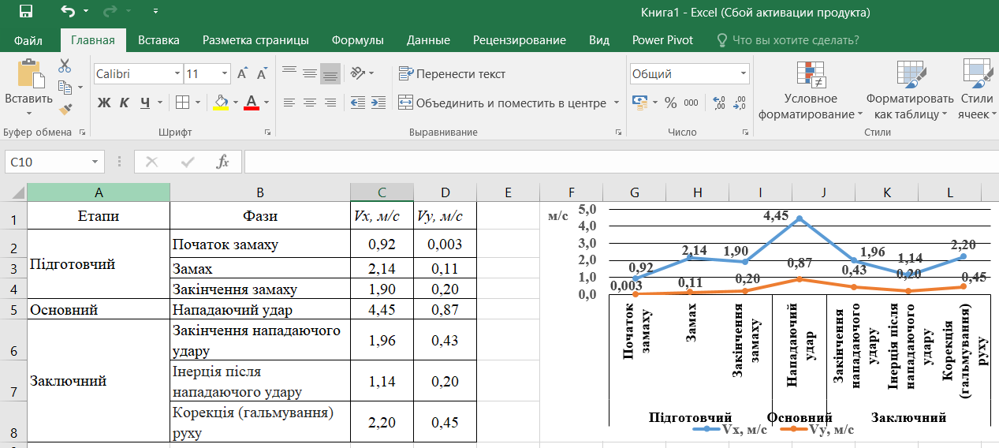 Книга1 - Excel (Сбой активации продукта)
Файл Главная Вставка Разметка страницы Формулы Данные Рецензирование Вид Power Pivot Что вы хотите сделать?
Вставить
Буфер обмена
Calibri 11
Ж К Ч А
Шрифт
Перенести текст
Объединить и поместить в центре
Выравнивание
Общий
% 000
Число
Условное форматирование
Форматировать как таблицу
Стили ячеек
Стили
C10 fx
A B C D E F G H I J K L
1 Етапи Фази Vx, м/с Vy, м/с
2 Підготовчий Початок замаху 0,92 0,003
3 Замах 2,14 0,11
4 Закінчення замаху 1,90 0,20
5 Основний Нападаючий удар 4,45 0,87
6 Заключний Закінчення нападаючого удару 1,96 0,43
7 Інерція після нападаючого удару 1,14 0,20
8 Корекція (гальмування) руху 2,20 0,45
м/с
5,0
4,0
3,0
2,0
1,0
0,0
0,92 2,14 1,90 4,45 1,96 1,14 2,20
0,003 0,11 0,20 0,87 0,43 0,20 0,45
Початок замаху
Замах
Закінчення замаху
Нападаючий удар
Закінчення нападаючого удару
Інерція після нападаючого удару
Корекція (гальмування) руху
Підготовчий Основний Заключний
Vx, м/с Vy, м/с